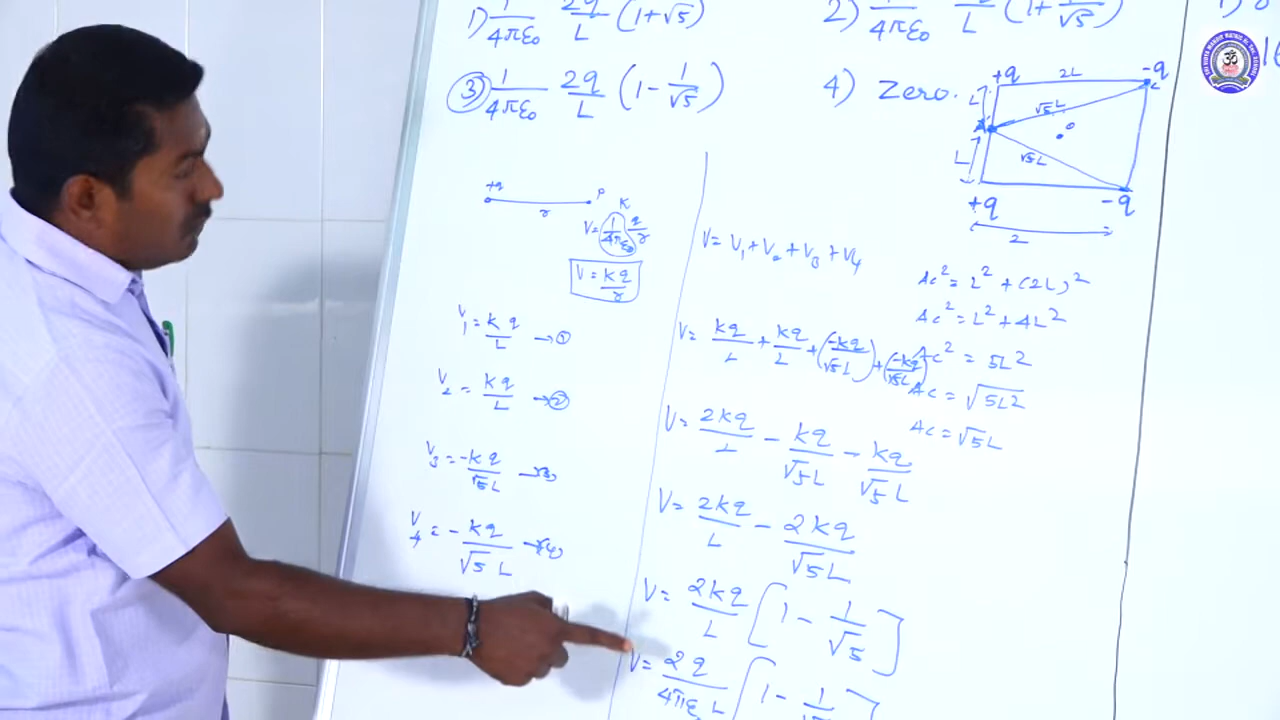 1) 1/4πε₀ 2q/L (1+√5)
2) 1/4πε₀ L (1+1/√5)
③ 1/4πε₀ 2q/L (1-1/√5)
4) Zero.
+q 2L -q
L √5L
A o
L √5L
+q -q
2
+q r P K
V= 1/4πε₀ q/r
V= Kq/r
V₁= Kq/L →①
V₂ = Kq/L →②
V₃ = -Kq/√5L →③
V₄ = -Kq/√5 L →④
V= V₁+V₂+V₃+V₄
V= Kq/L + Kq/L + (-Kq/√5L) + (-Kq/√5L)
V= 2Kq/L - Kq/√5L - Kq/√5L
V= 2Kq/L - 2Kq/√5L
V= 2Kq/L [1 - 1/√5]
V= 2q/4πε L [1 - 1/√5]
AC² = L² + (2L)²
AC² = L² + 4L²
AC² = 5L²
AC = √5L²
AC = √5L